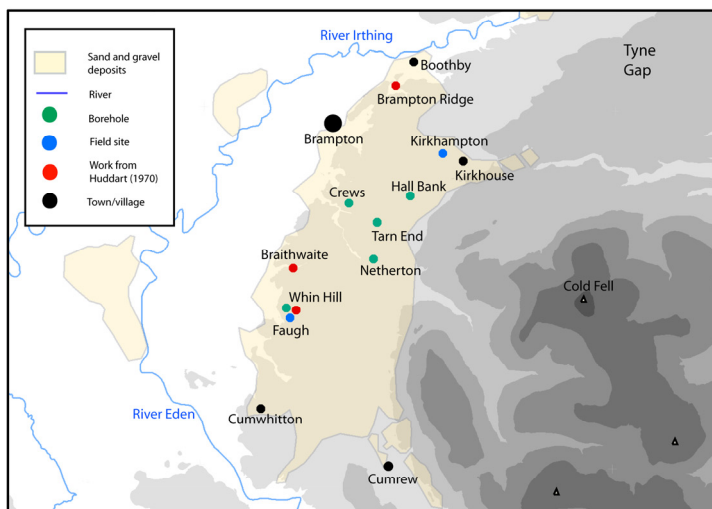 Sand and gravel
deposits
River
Borehole
Field site
Work from
Huddart (1970)
Town/village
River Irthing
Tyne
Gap
Boothby
Brampton Ridge
Brampton
Kirkhampton
Kirkhouse
Crews
Hall Bank
Tarn End
Braithwaite
Netherton
Cold Fell
Whin Hill
Faugh
River Eden
Cumwhitton
Cumrew